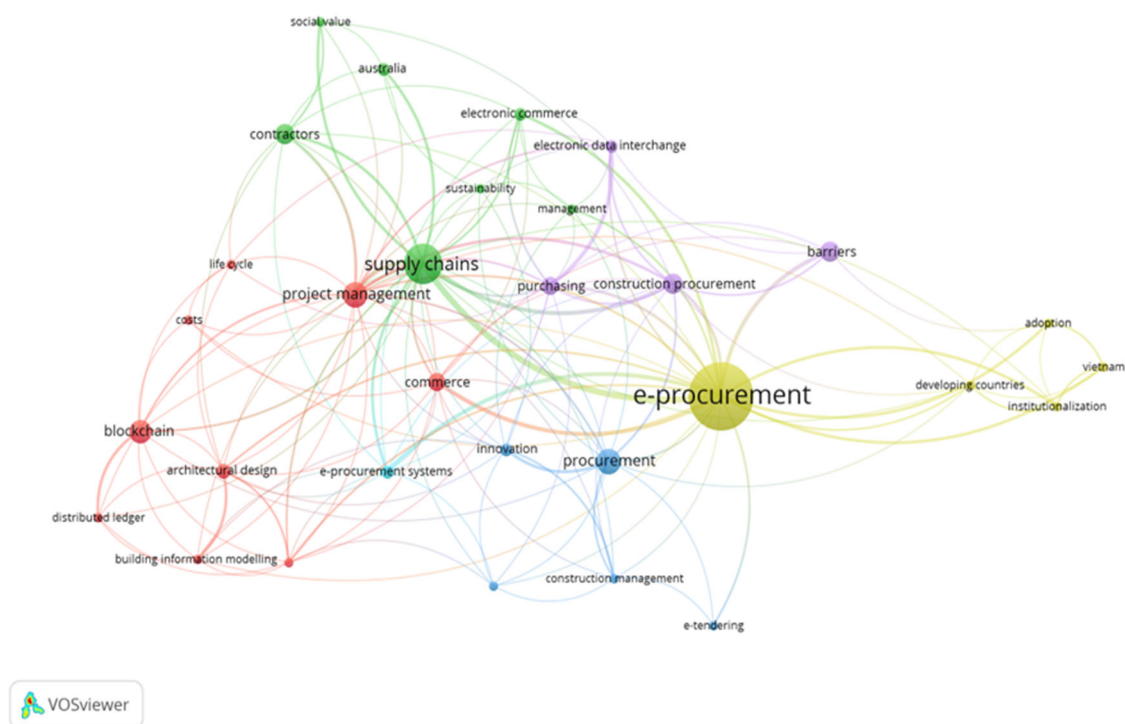 social value
australia
electronic commerce
contractors
electronic data interchange
sustainability
management
barriers
life cycle
supply chains
purchasing
construction procurement
project management
costs
adoption
vietnam
commerce
developing countries
e-procurement
institutionalization
blockchain
innovation
procurement
architectural design
e-procurement systems
distributed ledger
building information modelling
construction management
e-tendering
VOSviewer